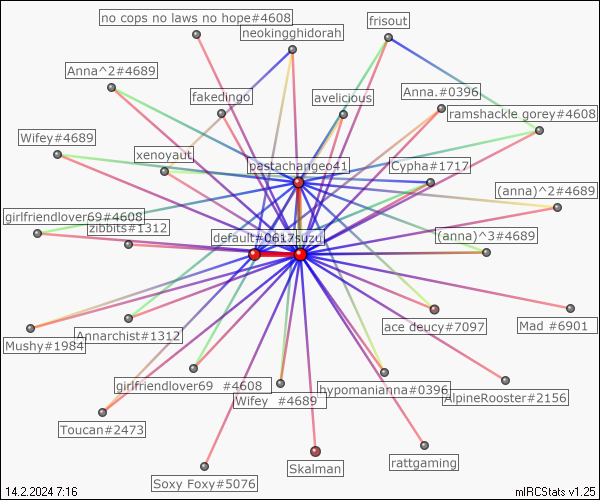 no cops no laws no hope#4608
frisout
neokingghidorah
Anna^2#4689
fakedingo
avelicious
Anna.#0396
ramshackle gorey#4608
Wifey#4689
xenoyaut
pastachangeo41
Cypha#1717
(anna)^2#4689
girlfriendlover69#4608
zibbits#1312
default#0617suzu
(anna)^3#4689
Mushy#1984
Annarchist#1312
ace deucy#7097
Mad #6901
girlfriendlover69 #4608
Wifey #4689
hypomanianna#0396
AlpineRooster#2156
Toucan#2473
Soxy Foxy#5076
Skalman
rattgaming
14.2.2024 7:16
mIRCStats v1.25